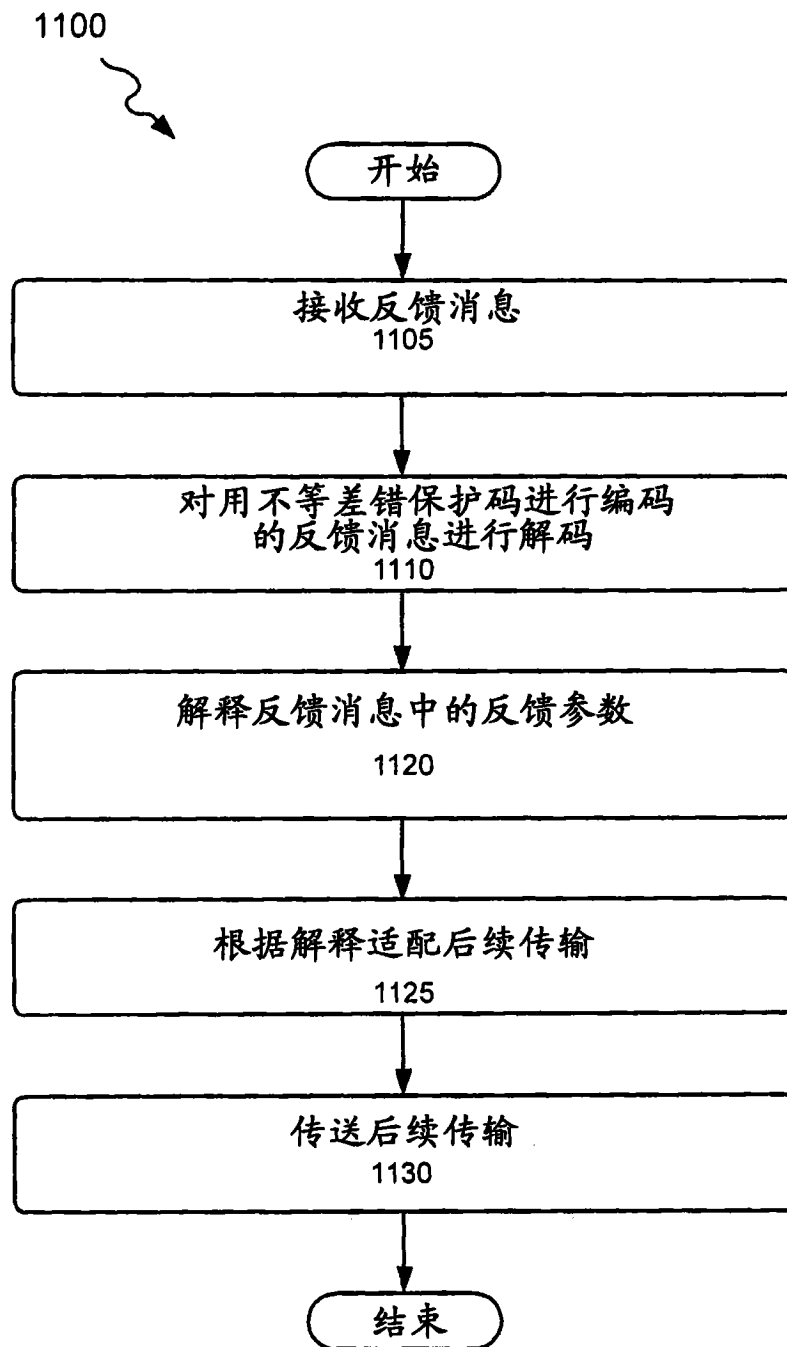 1100
开始
接收反馈消息
1105
对用不等差错保护码进行编码
的反馈消息进行解码
1110
解释反馈消息中的反馈参数
1120
根据解释适配后续传输
1125
传送后续传输
1130
结束